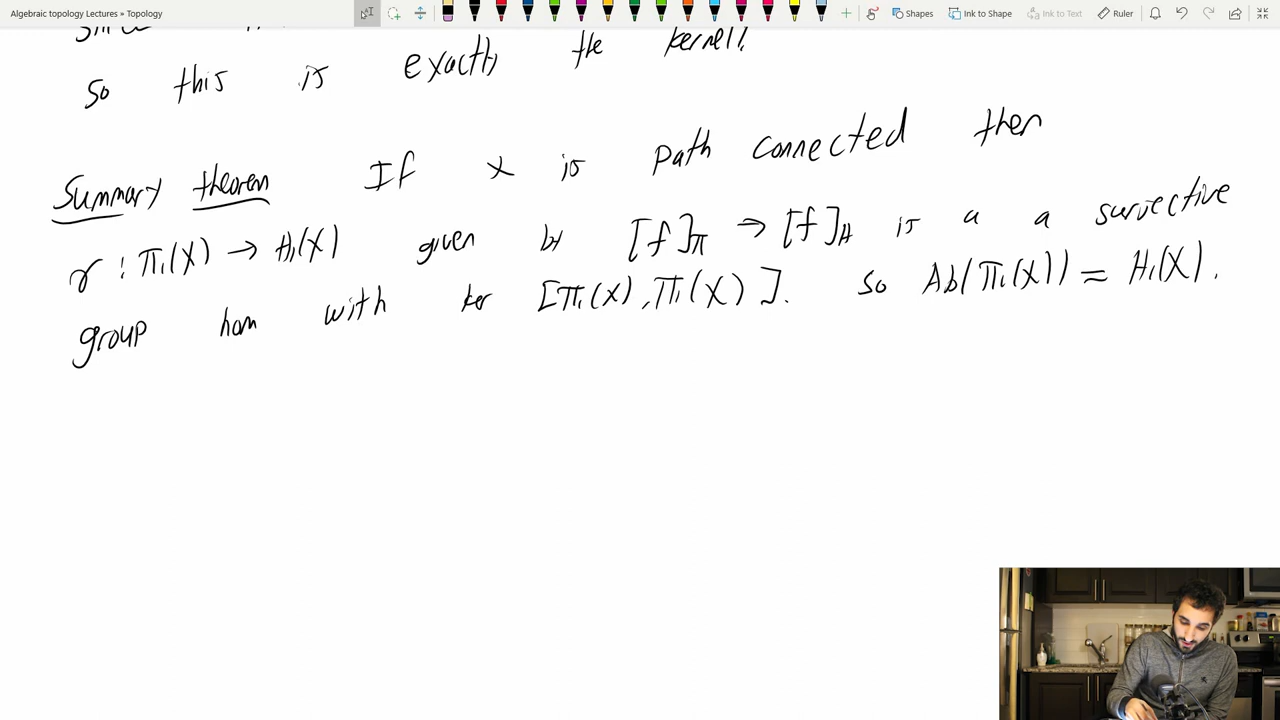 Algebraic topology Lectures » Topology
Shapes
Ink to Shape
Ink to Text
Ruler
so this is exactly the kernel!
Summary theorem If X is path connected then
γ : π₁(X) → H₁(X) given by [f]π → [f]H is a a surjective
group hom with ker [π₁(X), π₁(X)]. so Ab(π₁(X)) = H₁(X).